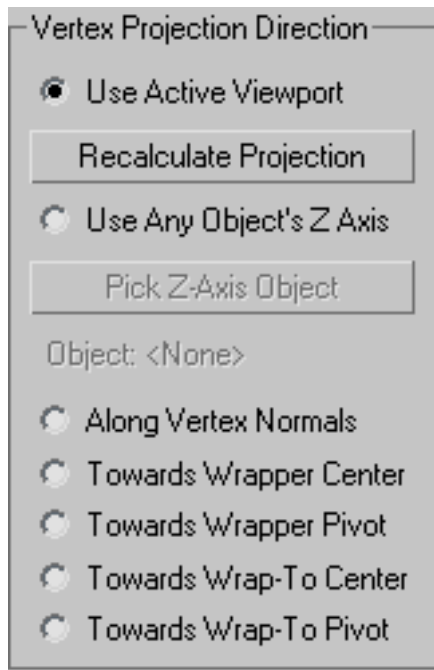 Vertex Projection Direction
Use Active Viewport
Recalculate Projection
Use Any Object's Z Axis
Pick Z-Axis Object
Object: <None>
Along Vertex Normals
Towards Wrapper Center
Towards Wrapper Pivot
Towards Wrap-To Center
Towards Wrap-To Pivot